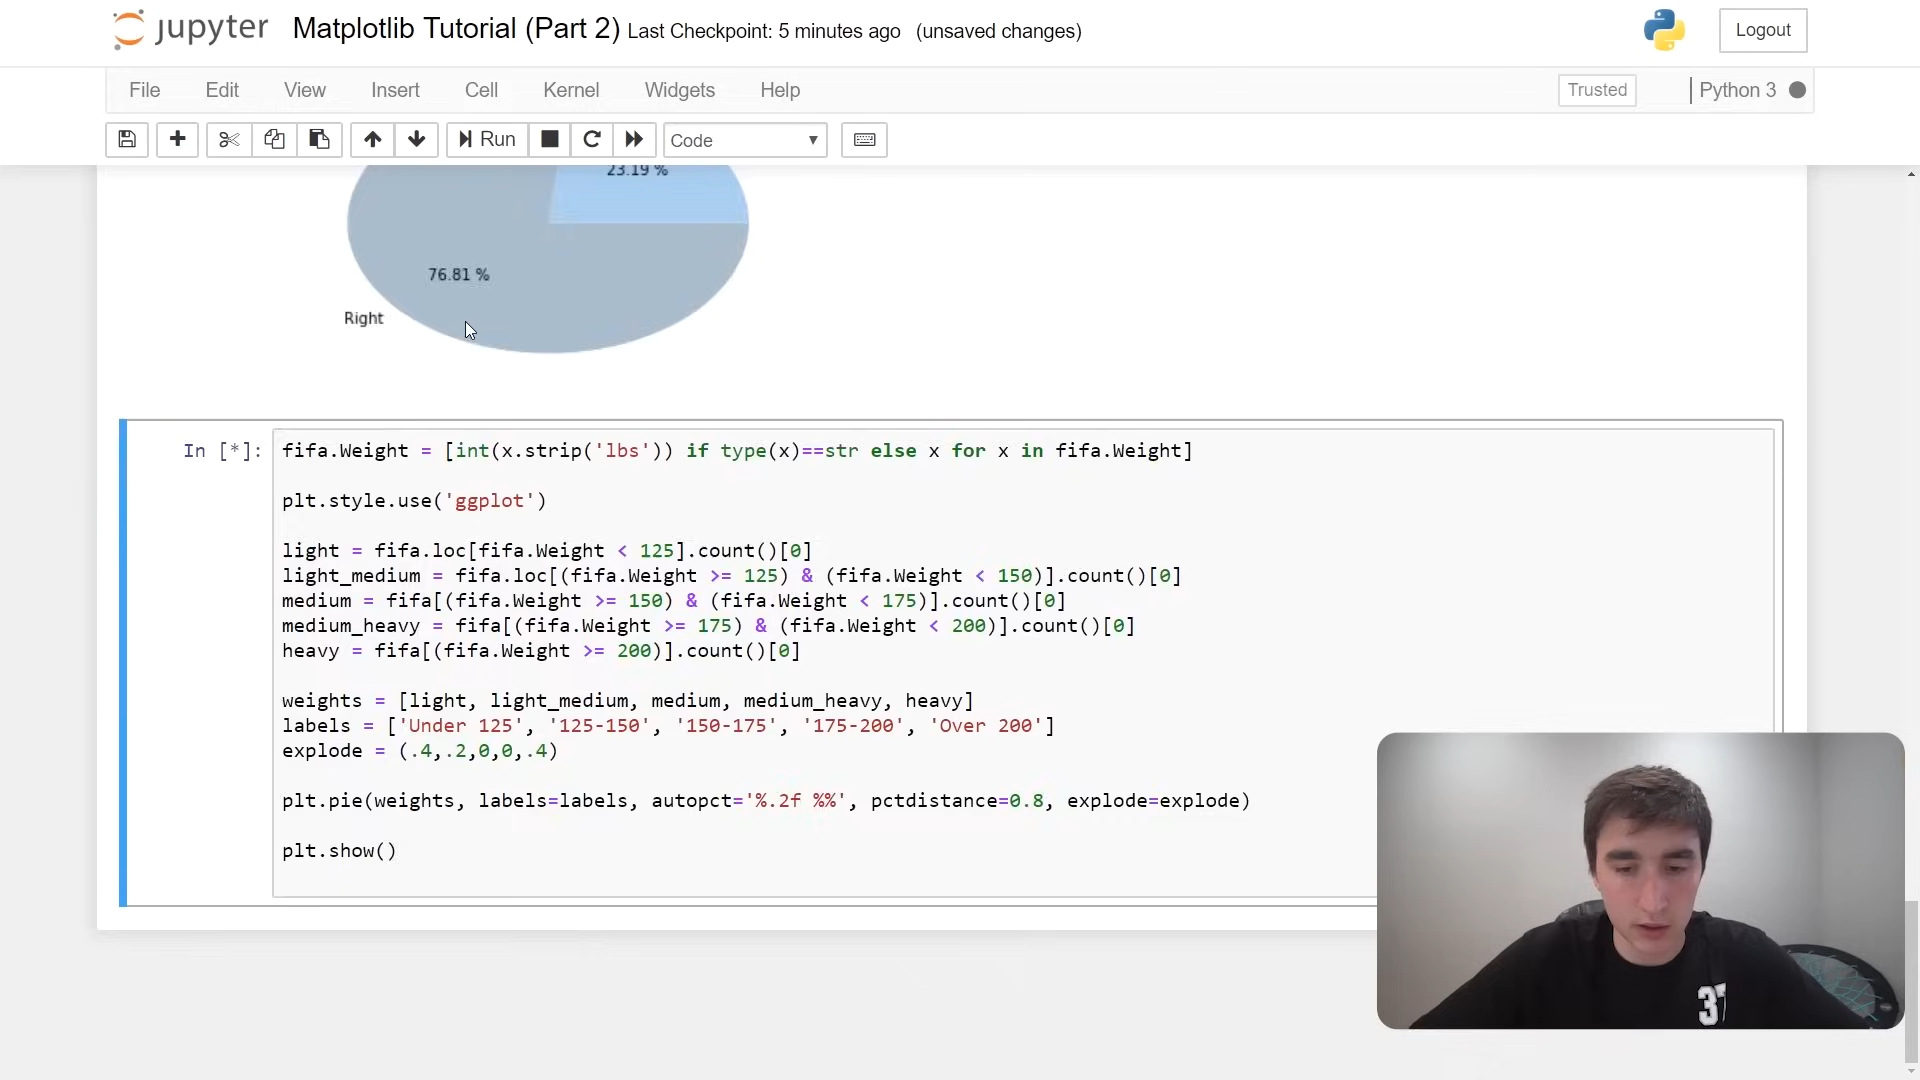 jupyter Matplotlib Tutorial (Part 2) Last Checkpoint: 5 minutes ago (unsaved changes) Logout
File Edit View Insert Cell Kernel Widgets Help Trusted Python 3
Run Code
23.19 %
76.81 %
Right
In [*]: fifa.Weight = [int(x.strip('lbs')) if type(x)==str else x for x in fifa.Weight]
plt.style.use('ggplot')
light = fifa.loc[fifa.Weight < 125].count()[0]
light_medium = fifa.loc[(fifa.Weight >= 125) & (fifa.Weight < 150)].count()[0]
medium = fifa[(fifa.Weight >= 150) & (fifa.Weight < 175)].count()[0]
medium_heavy = fifa[(fifa.Weight >= 175) & (fifa.Weight < 200)].count()[0]
heavy = fifa[(fifa.Weight >= 200)].count()[0]
weights = [light, light_medium, medium, medium_heavy, heavy]
labels = ['Under 125', '125-150', '150-175', '175-200', 'Over 200']
explode = (.4,.2,0,0,.4)
plt.pie(weights, labels=labels, autopct='%.2f %%', pctdistance=0.8, explode=explode)
plt.show()
37